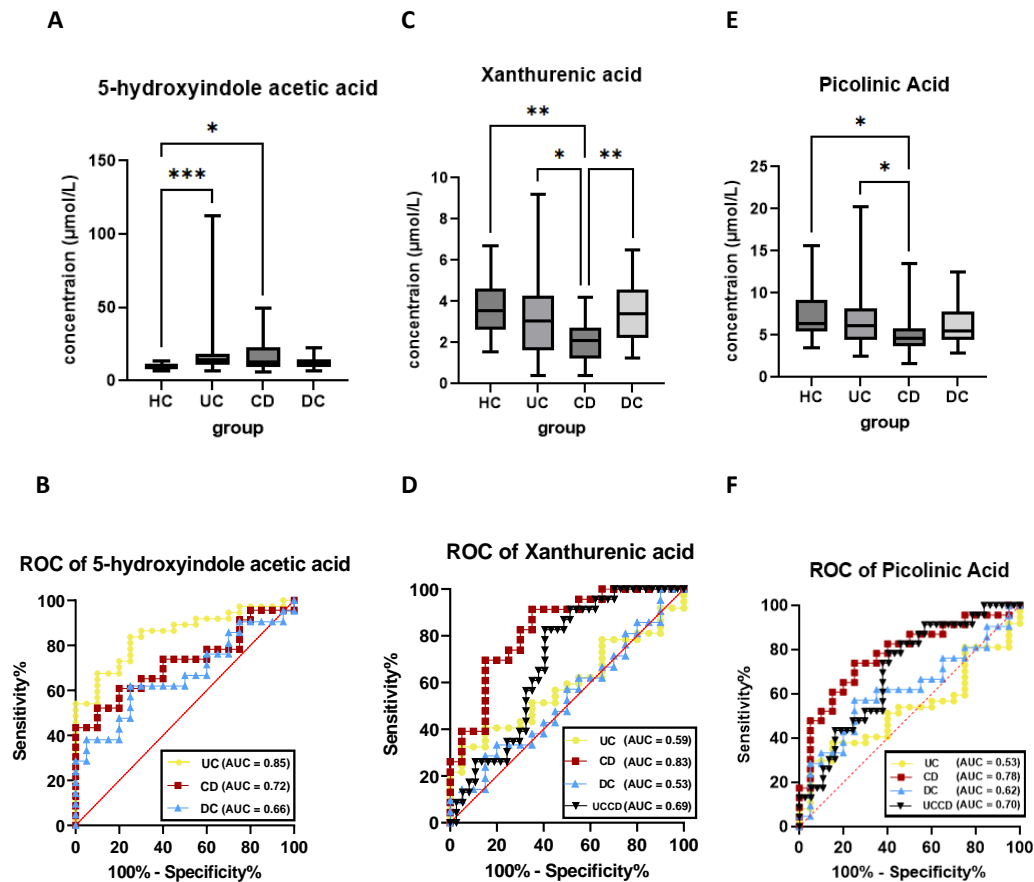 A
5-hydroxyindole acetic acid
*
***
concentraion (µmol/L)
150
100
50
0
HC UC CD DC
group
C
Xanthurenic acid
**
* **
concentraion (µmol/L)
10
8
6
4
2
0
HC UC CD DC
group
E
Picolinic Acid
*
*
concentraion (µmol/L)
25
20
15
10
5
0
HC UC CD DC
group
B
ROC of 5-hydroxyindole acetic acid
Sensitivity%
100
80
60
40
20
0
UC (AUC = 0.85)
CD (AUC = 0.72)
DC (AUC = 0.66)
0 20 40 60 80 100
100% - Specificity%
D
ROC of Xanthurenic acid
Sensitivity%
100
80
60
40
20
0
UC (AUC = 0.59)
CD (AUC = 0.83)
DC (AUC = 0.53)
UCCD (AUC = 0.69)
0 20 40 60 80 100
100% - Specificity%
F
ROC of Picolinic Acid
Sensitivity%
100
80
60
40
20
0
UC (AUC = 0.53)
CD (AUC = 0.78)
DC (AUC = 0.62)
UCCD (AUC = 0.70)
0 20 40 60 80 100
100% - Specificity%